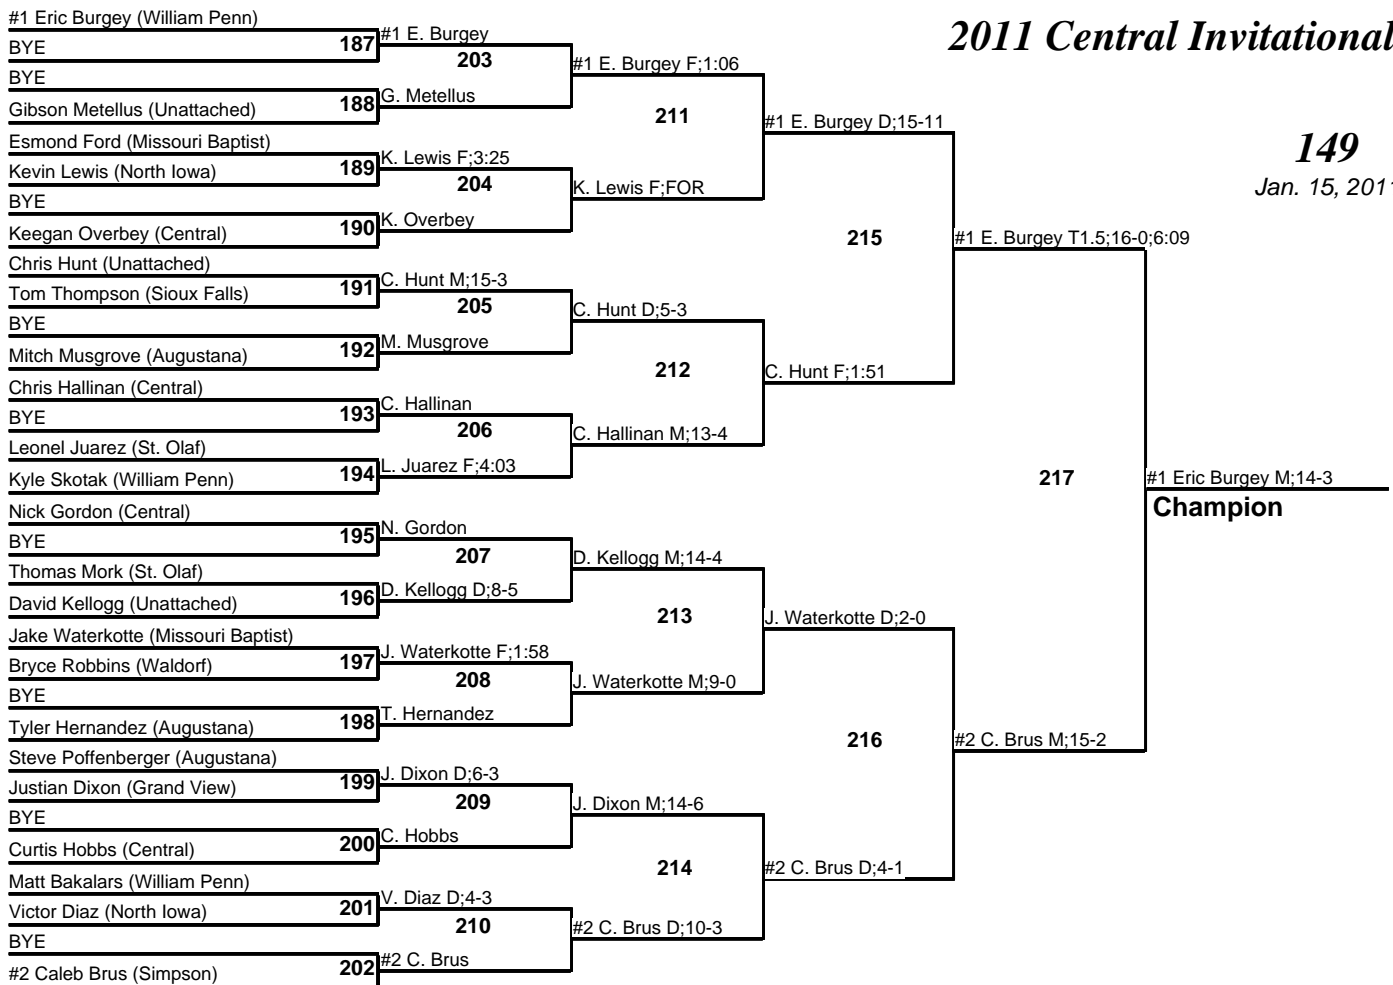 2011 Central Invitational
149
Jan. 15, 2011
#1 Eric Burgey (William Penn)
BYE
BYE
Gibson Metellus (Unattached)
Esmond Ford (Missouri Baptist)
Kevin Lewis (North Iowa)
BYE
Keegan Overbey (Central)
Chris Hunt (Unattached)
Tom Thompson (Sioux Falls)
BYE
Mitch Musgrove (Augustana)
Chris Hallinan (Central)
BYE
Leonel Juarez (St. Olaf)
Kyle Skotak (William Penn)
Nick Gordon (Central)
BYE
Thomas Mork (St. Olaf)
David Kellogg (Unattached)
Jake Waterkotte (Missouri Baptist)
Bryce Robbins (Waldorf)
BYE
Tyler Hernandez (Augustana)
Steve Poffenberger (Augustana)
Justian Dixon (Grand View)
BYE
Curtis Hobbs (Central)
Matt Bakalars (William Penn)
Victor Diaz (North Iowa)
BYE
#2 Caleb Brus (Simpson)
187
188
189
190
191
192
193
194
195
196
197
198
199
200
201
202
#1 E. Burgey
203
G. Metellus
K. Lewis F;3:25
204
K. Overbey
C. Hunt M;15-3
205
M. Musgrove
C. Hallinan
206
L. Juarez F;4:03
N. Gordon
207
D. Kellogg D;8-5
J. Waterkotte F;1:58
208
T. Hernandez
J. Dixon D;6-3
209
C. Hobbs
V. Diaz D;4-3
210
#2 C. Brus
#1 E. Burgey F;1:06
211
K. Lewis F;FOR
C. Hunt D;5-3
212
C. Hallinan M;13-4
D. Kellogg M;14-4
213
J. Waterkotte M;9-0
J. Dixon M;14-6
214
#2 C. Brus D;10-3
#1 E. Burgey D;15-11
215
C. Hunt F;1:51
J. Waterkotte D;2-0
216
#2 C. Brus D;4-1
#1 E. Burgey T1.5;16-0;6:09
217
#2 C. Brus M;15-2
#1 Eric Burgey M;14-3
Champion